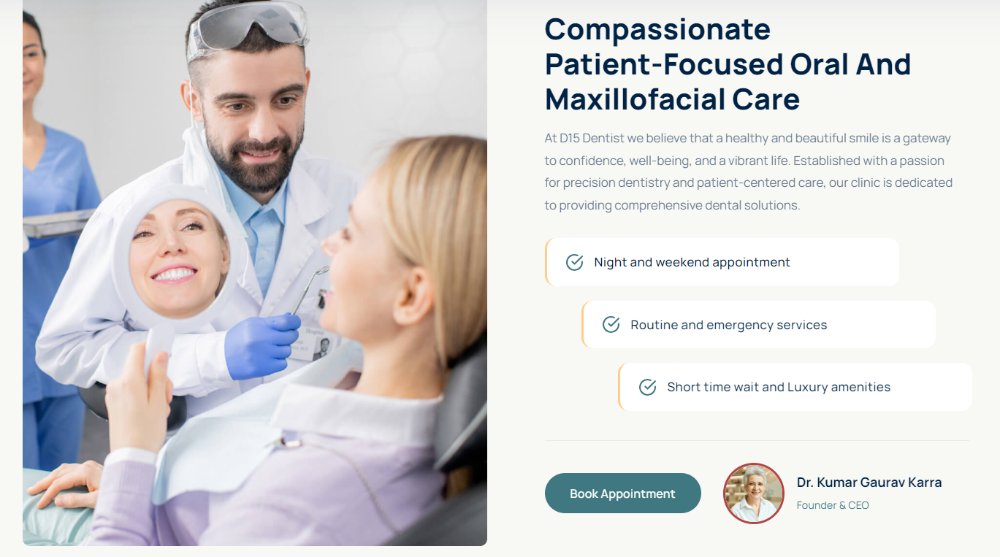 Compassionate
Patient-Focused Oral And
Maxillofacial Care
At D15 Dentist we believe that a healthy and beautiful smile is a gateway
to confidence, well-being, and a vibrant life. Established with a passion
for precision dentistry and patient-centered care, our clinic is dedicated
to providing comprehensive dental solutions.
Night and weekend appointment
Routine and emergency services
Short time wait and Luxury amenities
Book Appointment
Dr. Kumar Gaurav Karra
Founder & CEO
Hospital